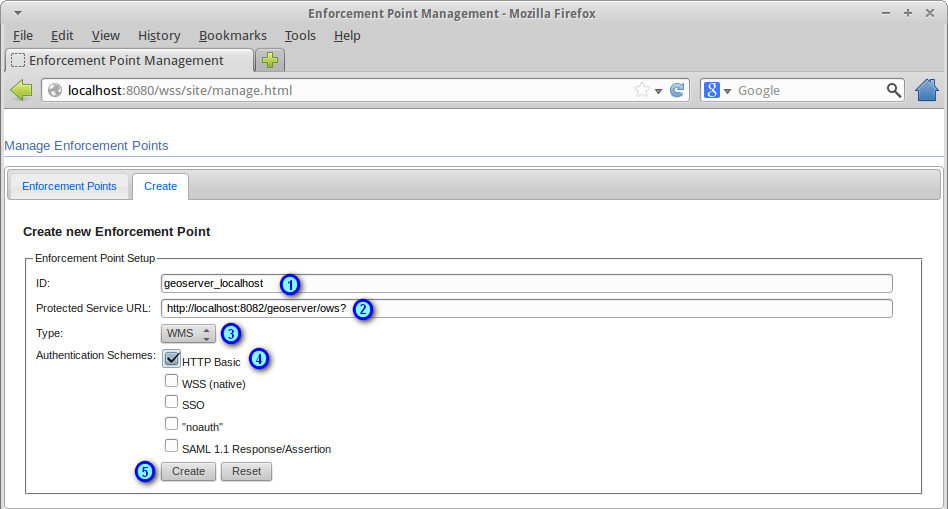 Enforcement Point Management - Mozilla Firefox
File Edit View History Bookmarks Tools Help
Enforcement Point Management
localhost:8080/wss/site/manage.html
8 Google
Manage Enforcement Points
Enforcement Points Create
Create new Enforcement Point
Enforcement Point Setup
ID: geoserver_localhost 1
Protected Service URL: http://localhost:8082/geoserver/ows? 2
Type: WMS 3
Authentication Schemes: HTTP Basic 4
WSS (native)
SSO
"noauth"
SAML 1.1 Response/Assertion
5 Create Reset